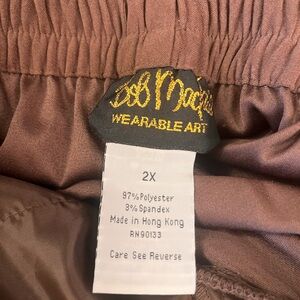 Bob Mackie
WEARABLE ART
2X
97% Polyester
3% Spandex
Made in Hong Kong
RN90133
Care See Reverse